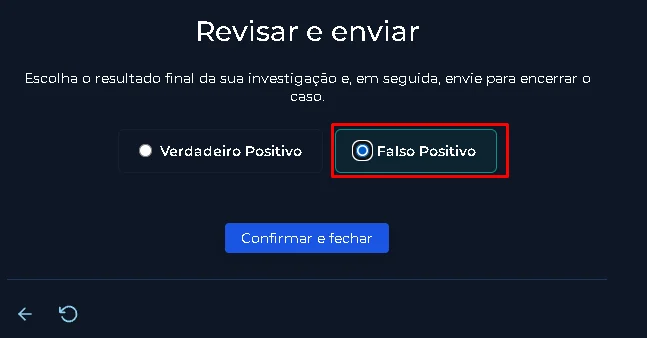 Revisar e enviar
Escolha o resultado final da sua investigação e, em seguida, envie para encerrar o
caso.
Verdadeiro Positivo
Falso Positivo
Confirmar e fechar